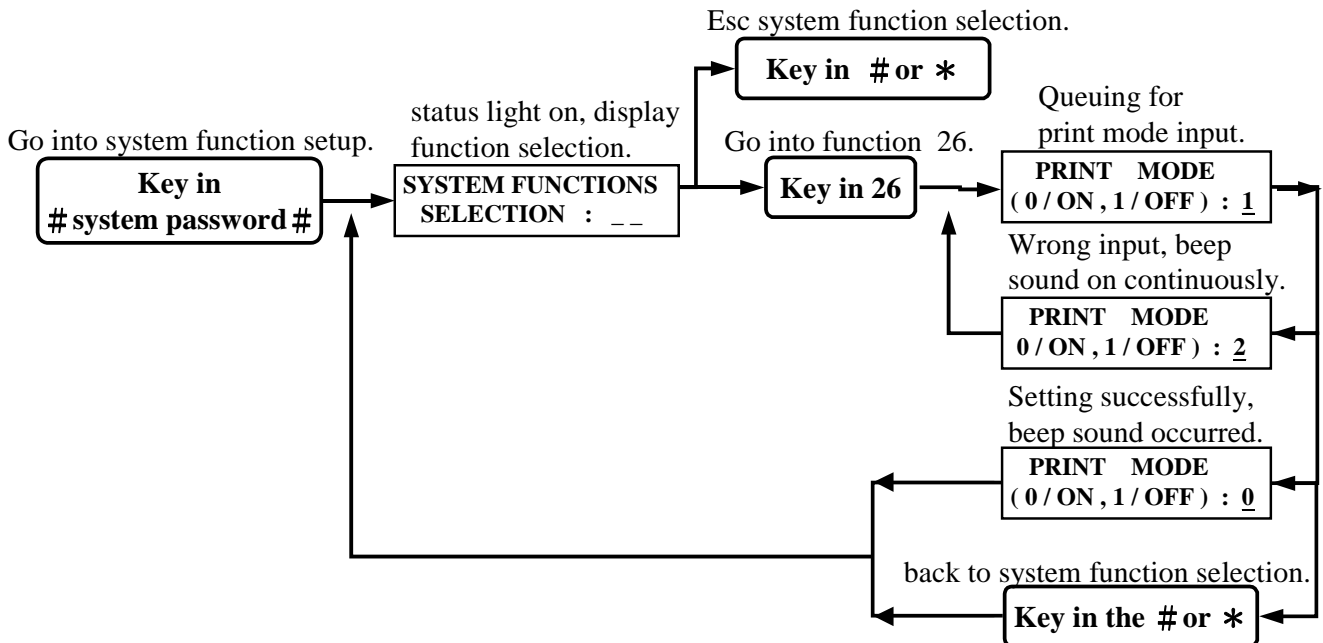 Esc system function selection.
Key in # or *
Go into system function setup.
Key in
# system password #
status light on, display
function selection.
SYSTEM FUNCTIONS
SELECTION : _ _
Go into function 26.
Key in 26
Queuing for
print mode input.
PRINT MODE
( 0 / ON , 1 / OFF ) : 1
Wrong input, beep
sound on continuously.
PRINT MODE
0 / ON , 1 / OFF ) : 2
Setting successfully,
beep sound occurred.
PRINT MODE
( 0 / ON , 1 / OFF ) : 0
back to system function selection.
Key in the # or *